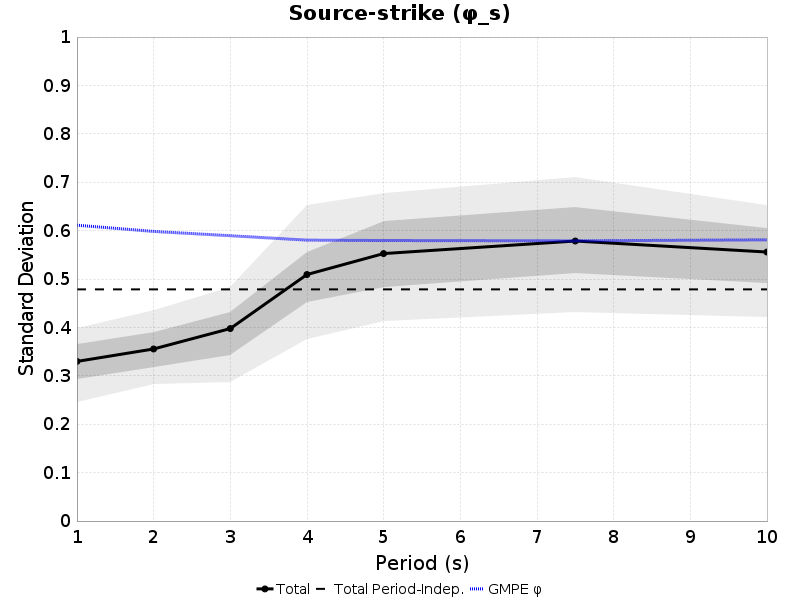 Source-strike (φ_s)
Standard Deviation
1
0.9
0.8
0.7
0.6
0.5
0.4
0.3
0.2
0.1
0
1 2 3 4 5 6 7 8 9 10
Period (s)
Total Total Period-Indep. GMPE φ